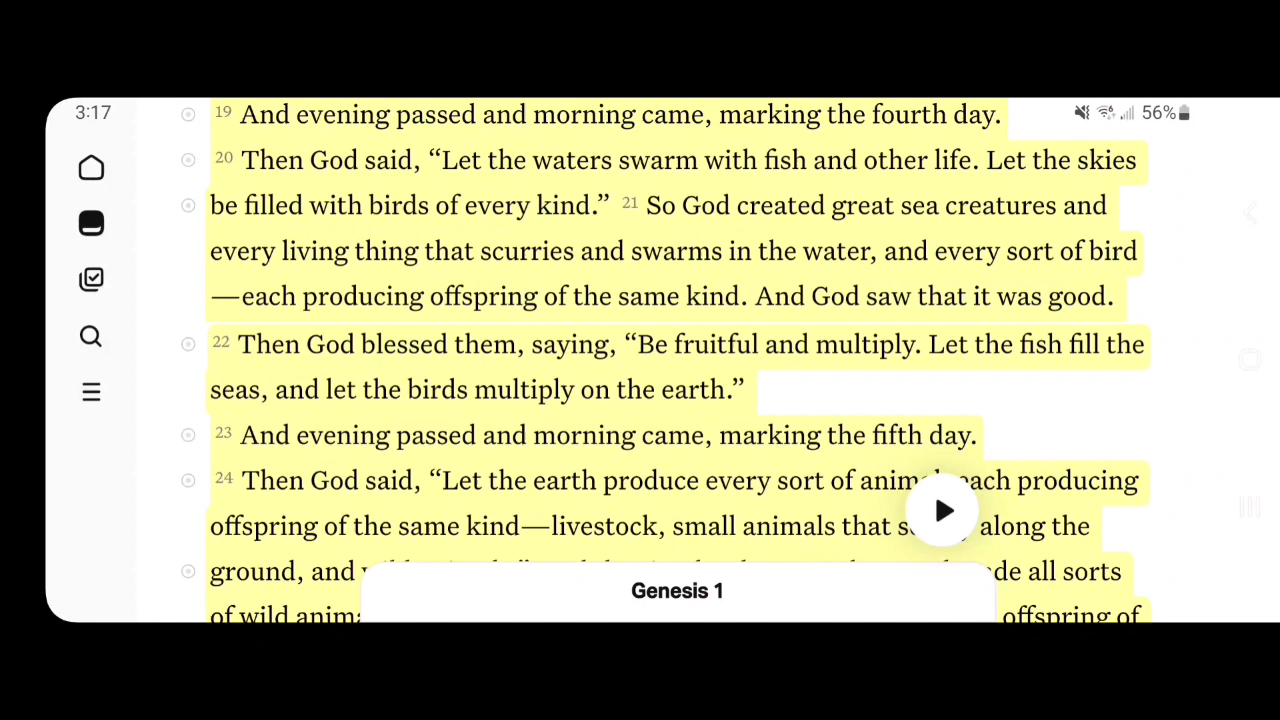 3:17
56%
19 And evening passed and morning came, marking the fourth day.
20 Then God said, “Let the waters swarm with fish and other life. Let the skies
be filled with birds of every kind.” 21 So God created great sea creatures and
every living thing that scurries and swarms in the water, and every sort of bird
—each producing offspring of the same kind. And God saw that it was good.
22 Then God blessed them, saying, “Be fruitful and multiply. Let the fish fill the
seas, and let the birds multiply on the earth.”
23 And evening passed and morning came, marking the fifth day.
24 Then God said, “Let the earth produce every sort of each producing
offspring of the same kind—livestock, small animals that along the
ground, and all sorts
of wild offspring of
Genesis 1